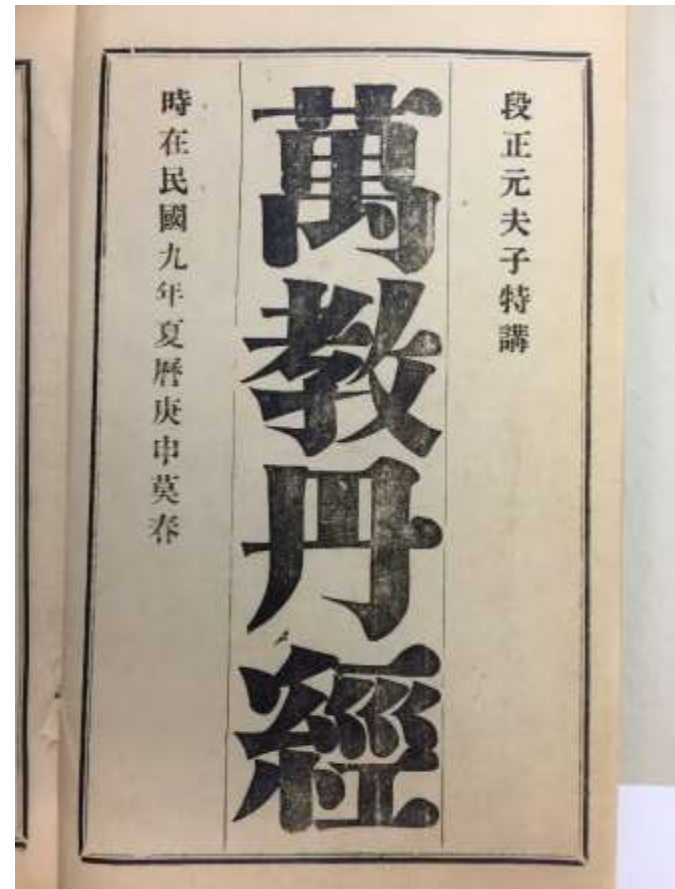 段正元夫子特講
萬教丹經
時在民國九年夏曆庚申莫春